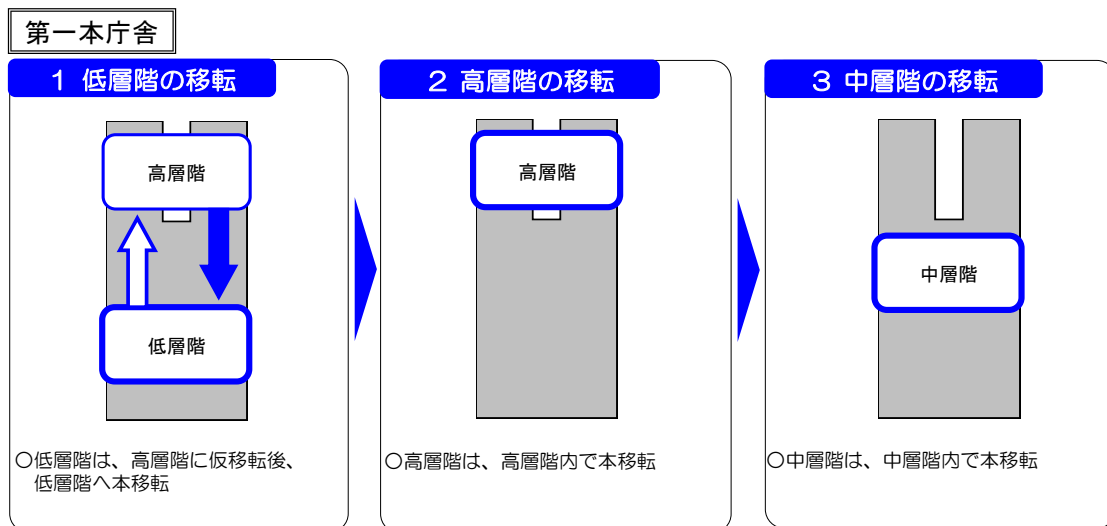 第一本庁舎
1 低層階の移転
高層階
低層階
○低層階は、高層階に仮移転後、
低層階へ本移転
2 高層階の移転
高層階
○高層階は、高層階内で本移転
3 中層階の移転
中層階
○中層階は、中層階内で本移転